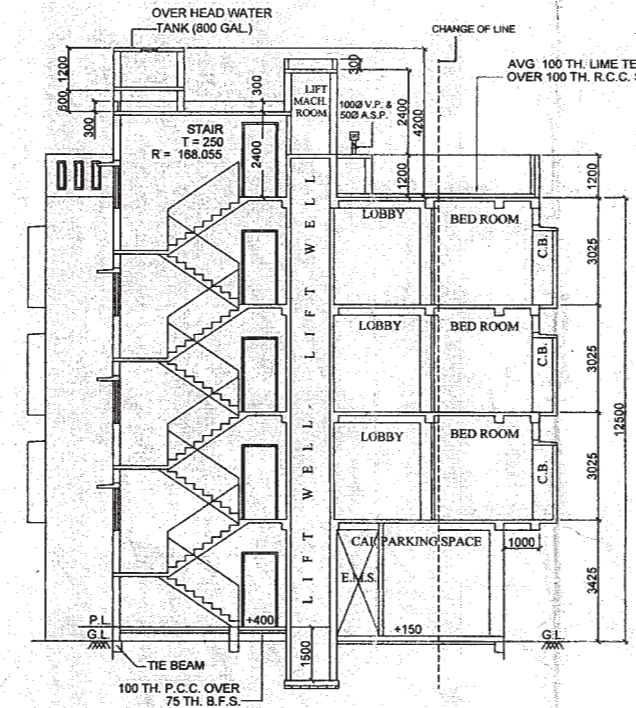 OVER HEAD WATER
TANK (800 GAL.)
CHANGE OF LINE
AVG 100 TH. LIME TE
OVER 100 TH. R.C.C. S
1200
600
300
300
300
LIFT
MACH.
ROOM
100Ø V.P. &
50Ø A.S.P.
2400
4200
STAIR
T = 250
R = 168.055
2400
1200
1200
LOBBY
BED ROOM
C.B.
3025
LOBBY
BED ROOM
C.B.
3025
12500
LOBBY
BED ROOM
C.B.
3025
LIFT WELL. LIFT WELL
CAR PARKING SPACE
1000
E.M.S.
3425
P.L.
+400
+150
G.L.
G.L.
1500
TIE BEAM
100 TH. P.C.C. OVER
75 TH. B.F.S.